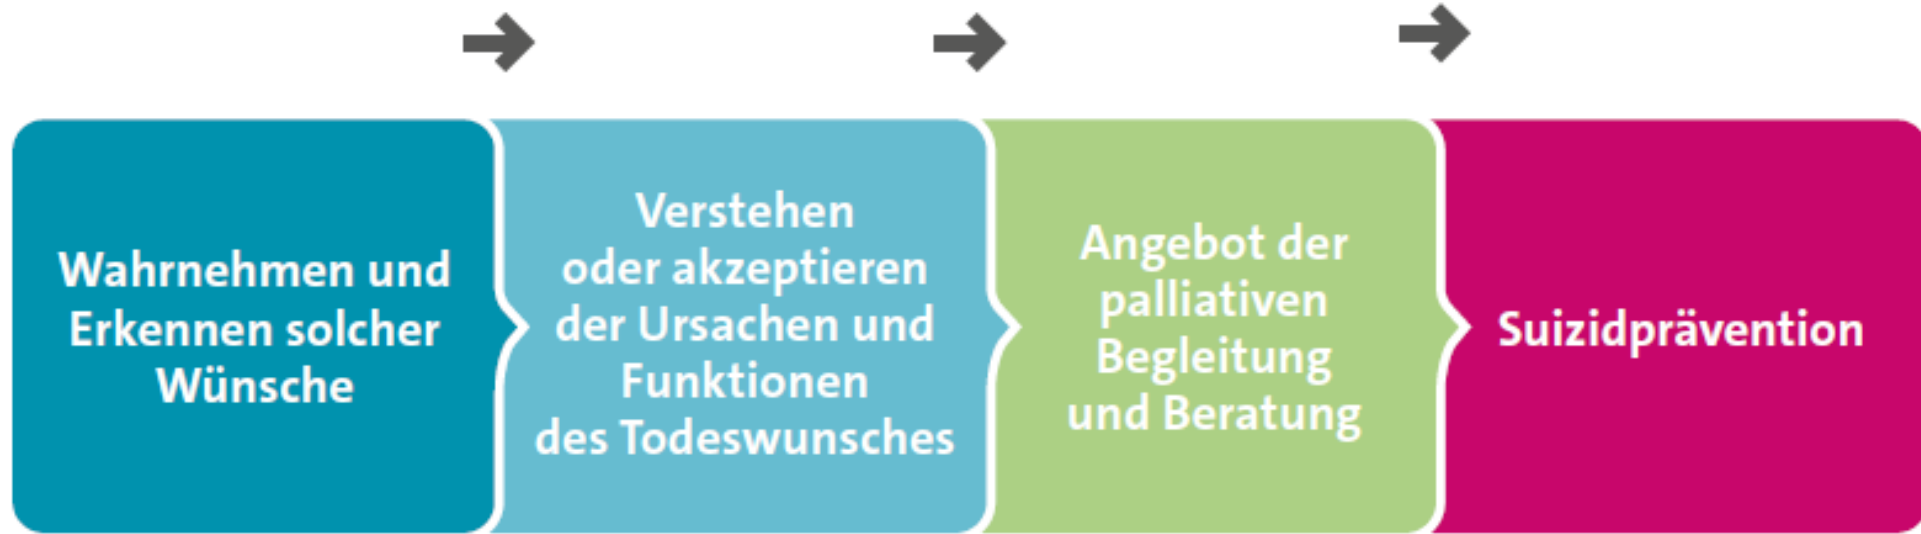 Wahrnehmen und
Erkennen solcher
Wünsche
Verstehen
oder akzeptieren
der Ursachen und
Funktionen
des Todeswunsches
Angebot der
palliativen
Begleitung
und Beratung
Suizidprävention